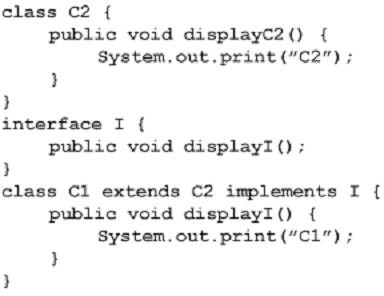 class C2 {
    public void displayC2() {
        System.out.print(“C2”);
    }
}
interface I {
    public void displayI();
}
class C1 extends C2 implements I {
    public void displayI() {
        System.out.print(“C1”);
    }
}